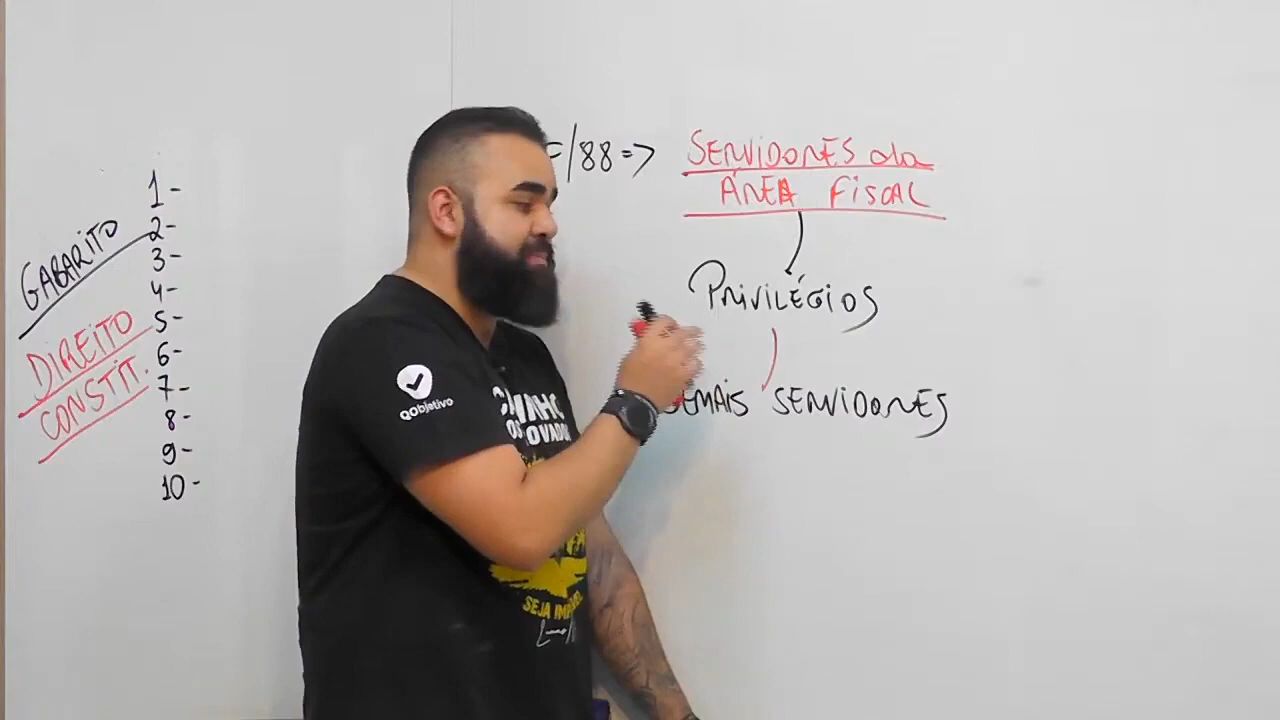 GABARITO
DIREITO
CONSTIT.
1-
2-
3-
4-
5-
6-
7-
8-
9-
10-
/88 => SERVIDORES da
ÁREA FISCAL
PRIVILÉGIOS
DEMAIS SERVIDORES
QObjetivo
SEJA